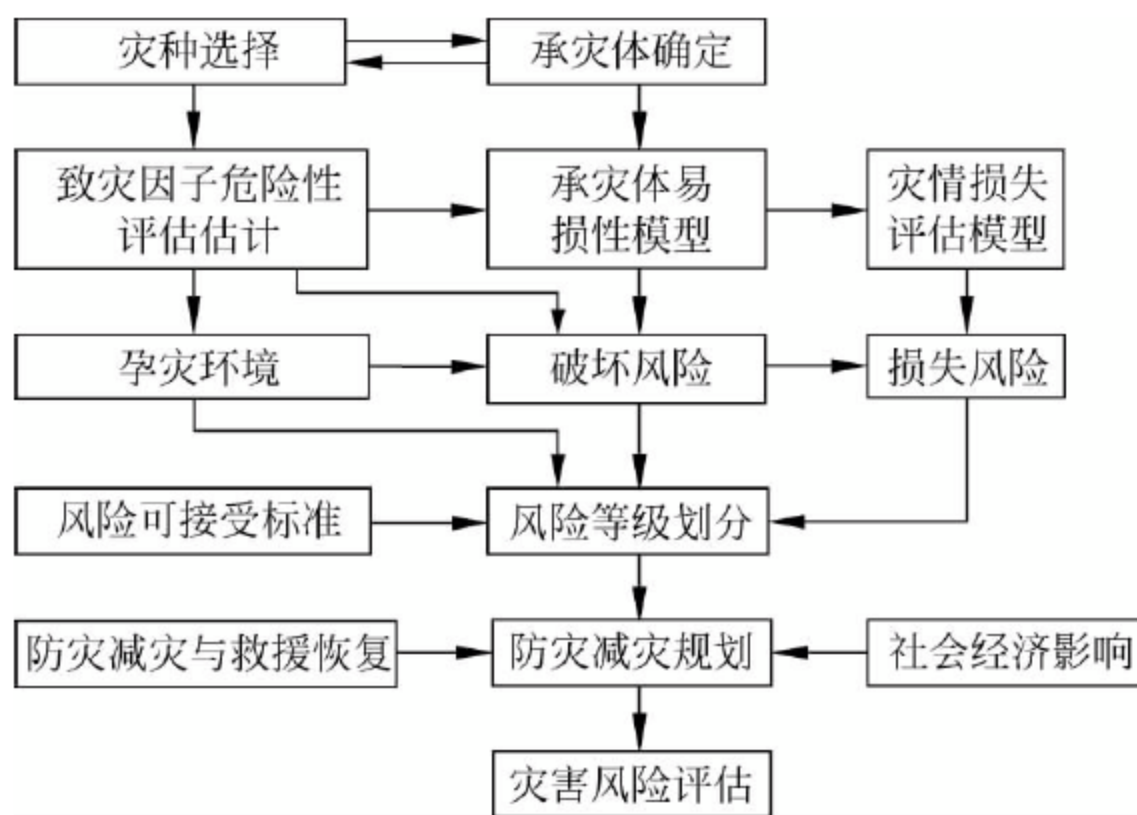 灾种选择
承灾体确定
致灾因子危险性
评估估计
承灾体易
损性模型
灾情损失
评估模型
孕灾环境
破坏风险
损失风险
风险可接受标准
风险等级划分
防灾减灾与救援恢复
防灾减灾规划
社会经济影响
灾害风险评估